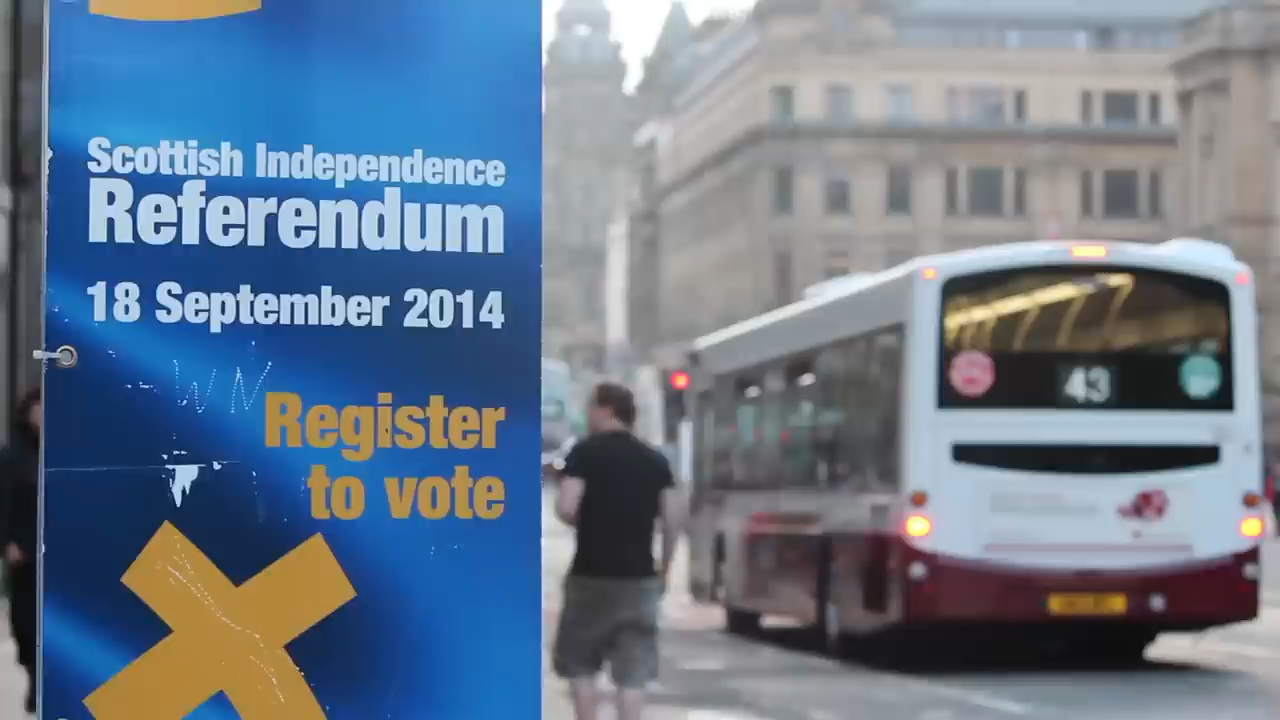 Scottish Independence
Referendum
18 September 2014
W N
Register
to vote
43